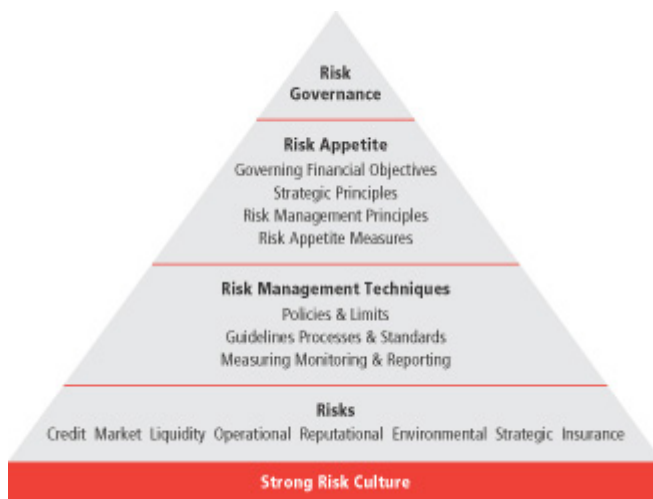 Risk
Governance
Risk Appetite
Governing Financial Objectives
Strategic Principles
Risk Management Principles
Risk Appetite Measures
Risk Management Techniques
Policies & Limits
Guidelines Processes & Standards
Measuring Monitoring & Reporting
Risks
Credit Market Liquidity Operational Reputational Environmental Strategic Insurance
Strong Risk Culture